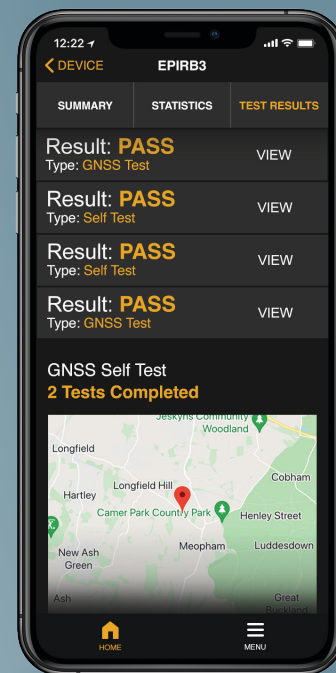 12:22
DEVICE
EPIRB3
SUMMARY
STATISTICS
TEST RESULTS
Result: PASS
Type: GNSS Test
VIEW
Result: PASS
Type: Self Test
VIEW
Result: PASS
Type: Self Test
VIEW
Result: PASS
Type: GNSS Test
VIEW
GNSS Self Test
2 Tests Completed
Jeskyns Community
Woodland
Longfield
Cobham
Longfield Hill
Hartley
Camer Park Country Park
Henley Street
Meopham
Luddesdown
New Ash
Green
Ash
Great
Buckland
HOME
MENU